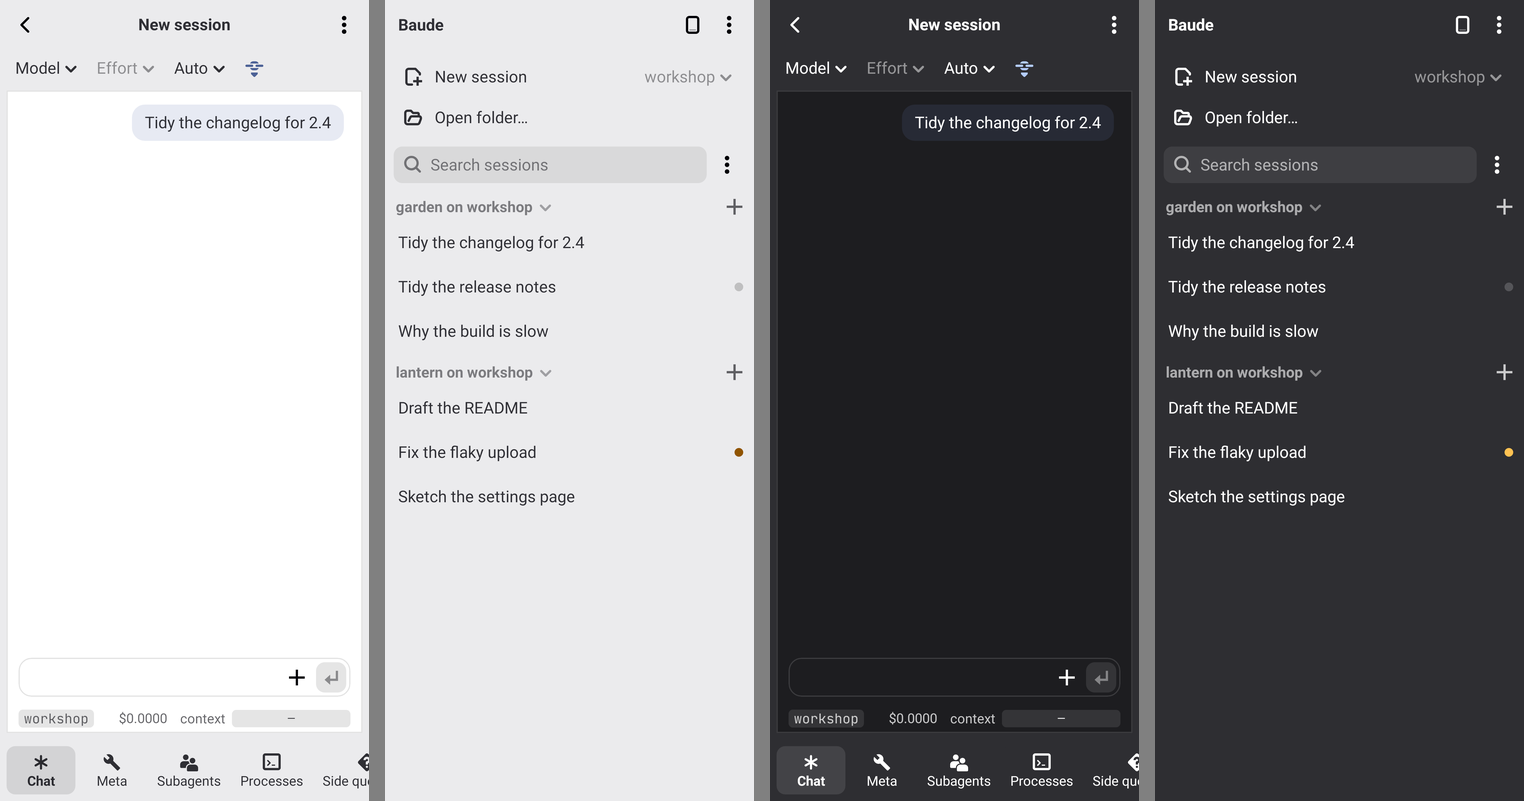 New session
Model Effort Auto
Tidy the changelog for 2.4
workshop $0.0000 context –
Chat Meta Subagents Processes Side qu
Baude
New session workshop
Open folder...
Search sessions
garden on workshop
Tidy the changelog for 2.4
Tidy the release notes
Why the build is slow
lantern on workshop
Draft the README
Fix the flaky upload
Sketch the settings page
New session
Model Effort Auto
Tidy the changelog for 2.4
workshop $0.0000 context –
Chat Meta Subagents Processes Side qu
Baude
New session workshop
Open folder...
Search sessions
garden on workshop
Tidy the changelog for 2.4
Tidy the release notes
Why the build is slow
lantern on workshop
Draft the README
Fix the flaky upload
Sketch the settings page